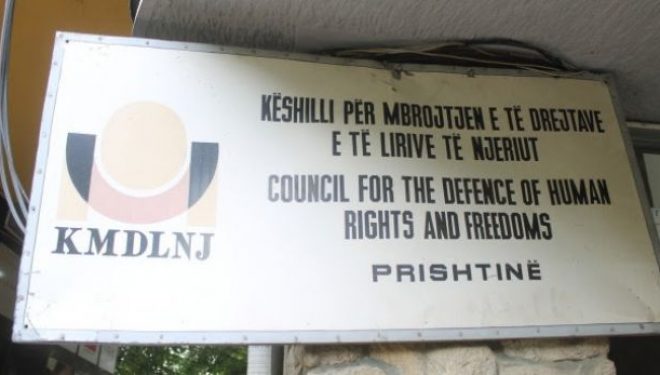 KËSHILLI PËR MBROJTJEN E TË DREJTAVE
E TË LIRIVE TË NJERIUT
COUNCIL FOR THE DEFENCE OF HUMAN
RIGHTS AND FREEDOMS
PRISHTINË
KMDLNJ